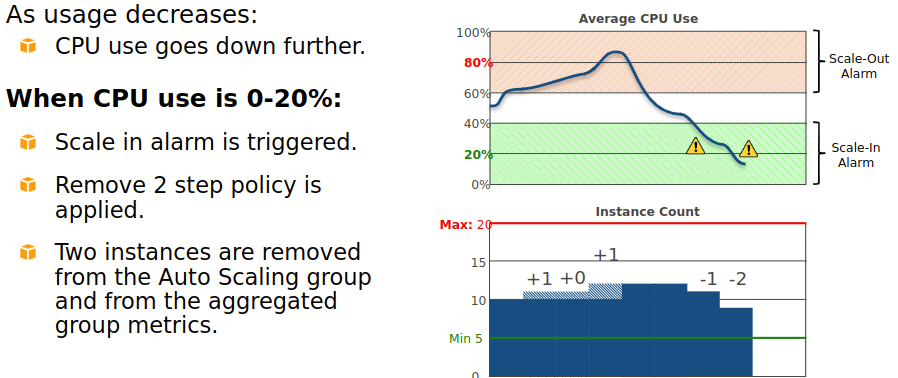 As usage decreases:
CPU use goes down further.
When CPU use is 0-20%:
Scale in alarm is triggered.
Remove 2 step policy is
applied.
Two instances are removed
from the Auto Scaling group
and from the aggregated
group metrics.
Average CPU Use
100%
80%
60%
40%
20%
0%
Scale-Out
Alarm
Scale-In
Alarm
Instance Count
Max: 20
15
10
Min 5
0
+1 +0
+1
-1 -2